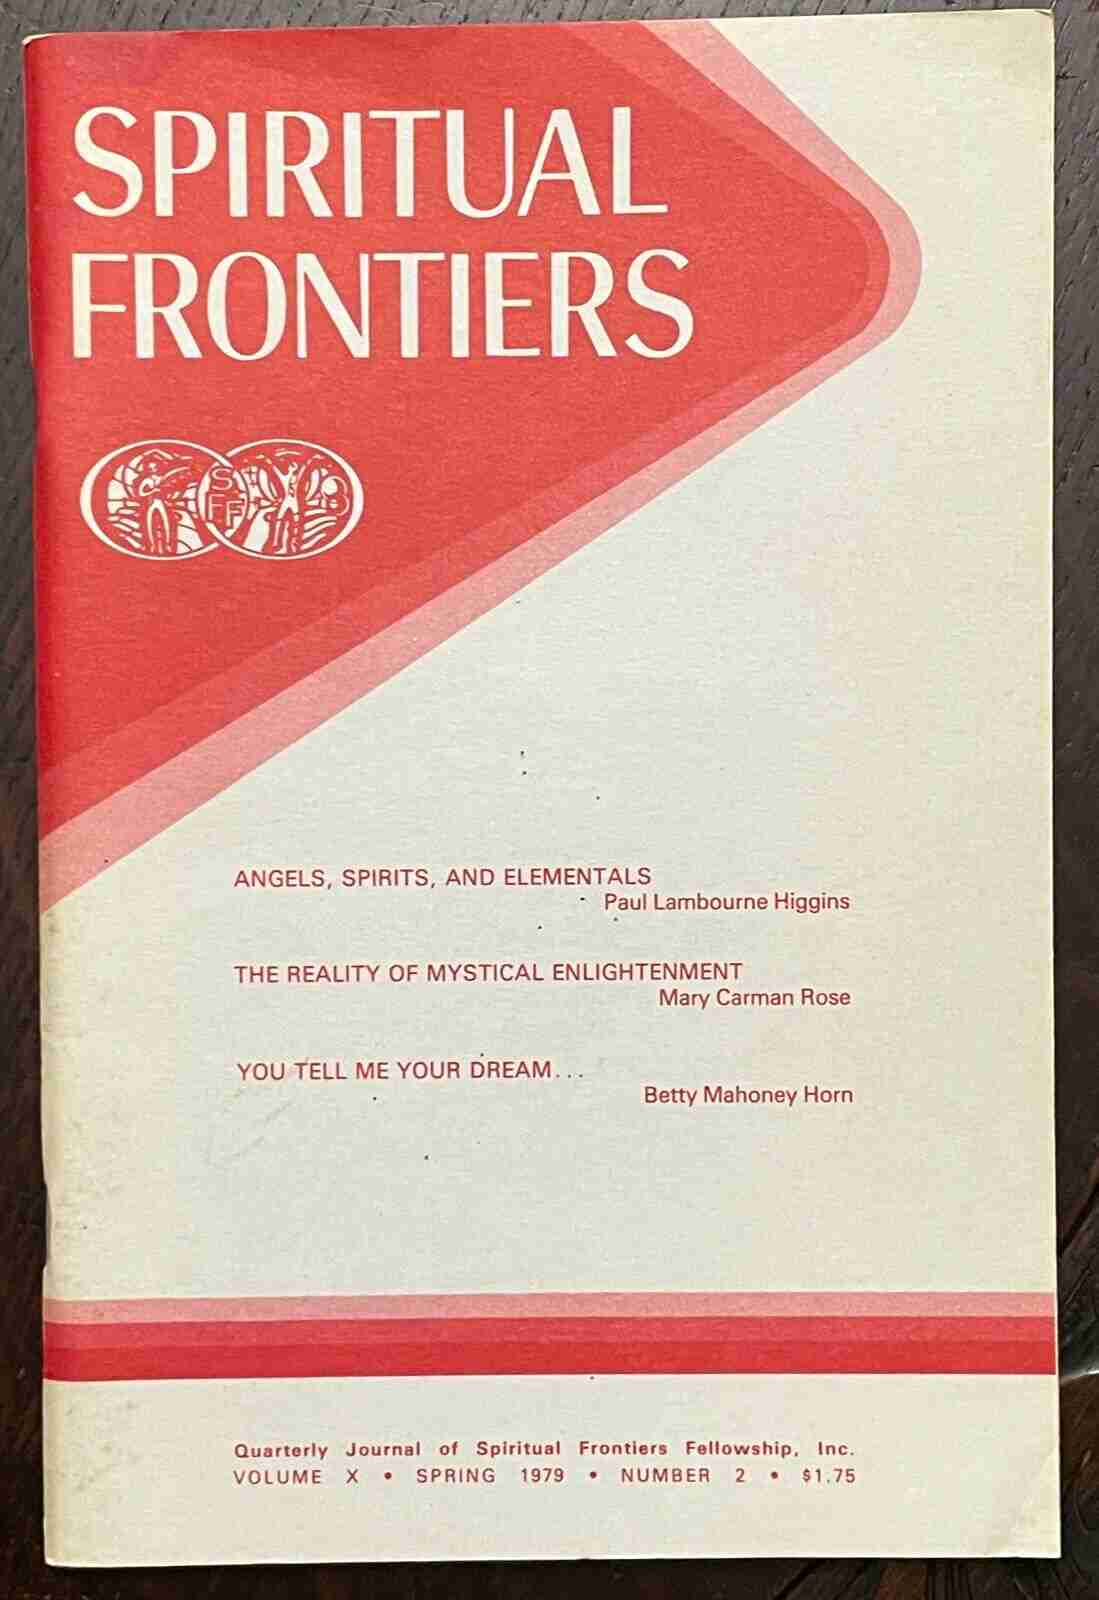 SPIRITUAL
FRONTIERS
SFF
ANGELS, SPIRITS, AND ELEMENTALS
Paul Lambourne Higgins
THE REALITY OF MYSTICAL ENLIGHTENMENT
Mary Carman Rose
YOU TELL ME YOUR DREAM...
Betty Mahoney Horn
Quarterly Journal of Spiritual Frontiers Fellowship, Inc.
VOLUME X • SPRING 1979 • NUMBER 2 • $1.75